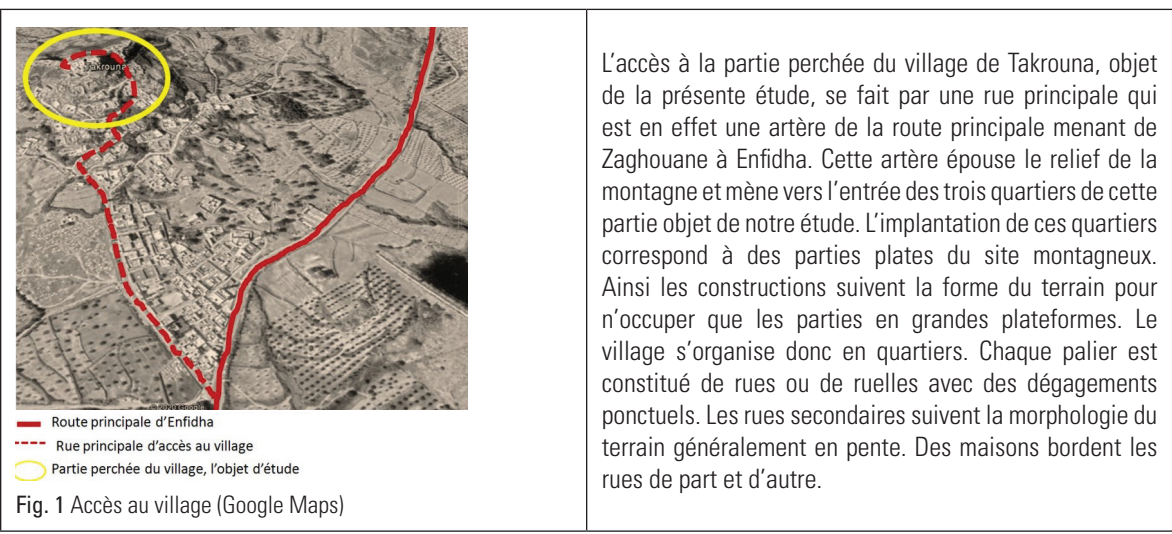 Takrouna
Route principale d'Enfidha
Rue principale d'accès au village
Partie perchée du village, l'objet d'étude
Fig. 1 Accès au village (Google Maps)
L'accès à la partie perchée du village de Takrouna, objet
de la présente étude, se fait par une rue principale qui
est en effet une artère de la route principale menant de
Zaghouane à Enfidha. Cette artère épouse le relief de la
montagne et mène vers l'entrée des trois quartiers de cette
partie objet de notre étude. L'implantation de ces quartiers
correspond à des parties plates du site montagneux.
Ainsi les constructions suivent la forme du terrain pour
n'occuper que les parties en grandes plateformes. Le
village s'organise donc en quartiers. Chaque palier est
constitué de rues ou de ruelles avec des dégagements
ponctuels. Les rues secondaires suivent la morphologie du
terrain généralement en pente. Des maisons bordent les
rues de part et d'autre.